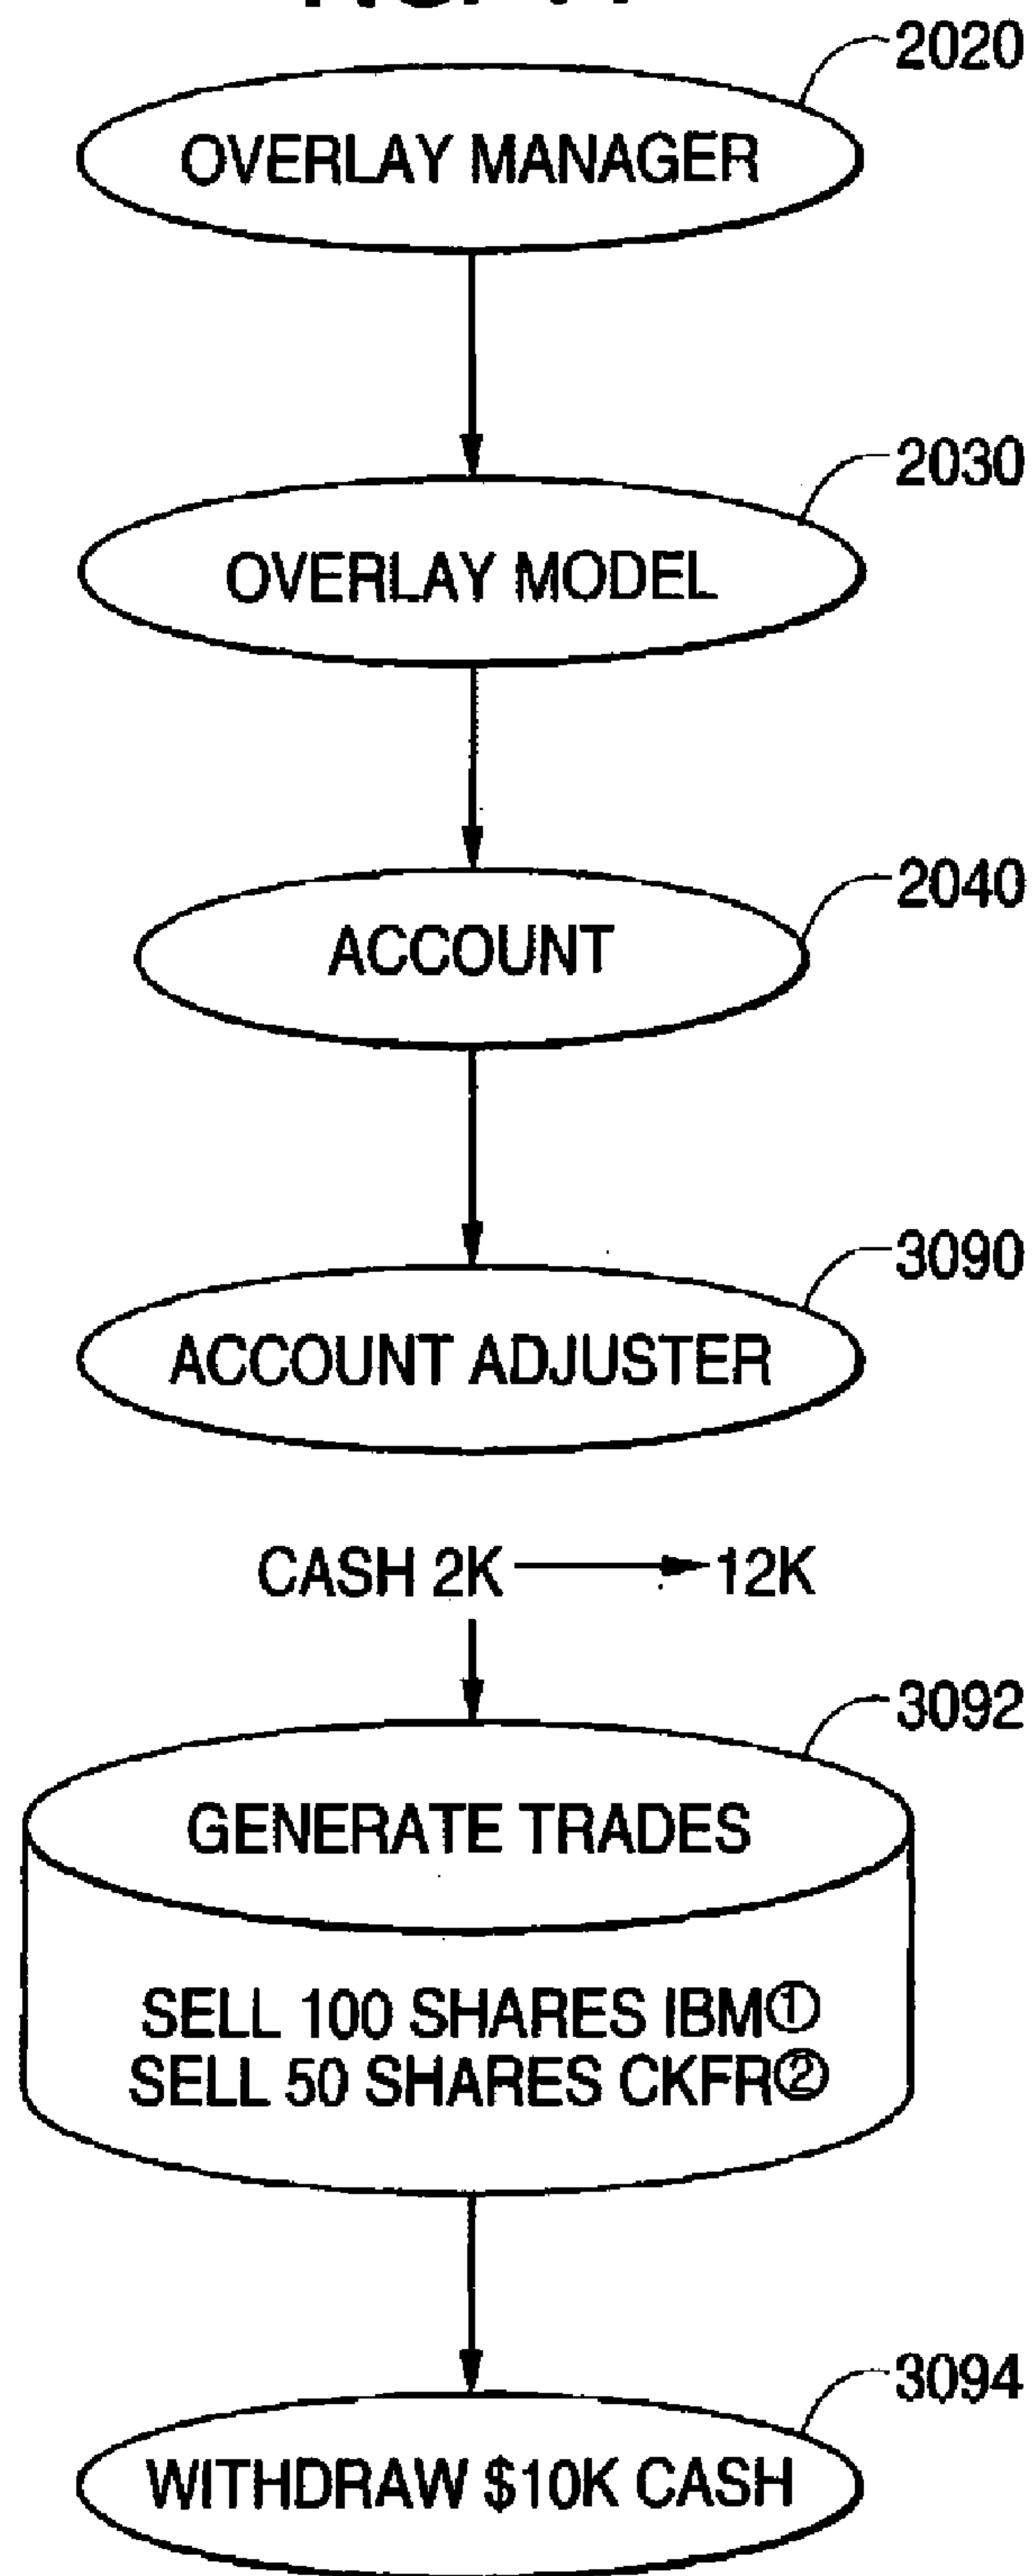 2020
OVERLAY MANAGER
2030
OVERLAY MODEL
2040
ACCOUNT
3090
ACCOUNT ADJUSTER
CASH 2K 12K
3092
GENERATE TRADES
SELL 100 SHARES IBM①
SELL 50 SHARES CKFR②
3094
WITHDRAW $10K CASH